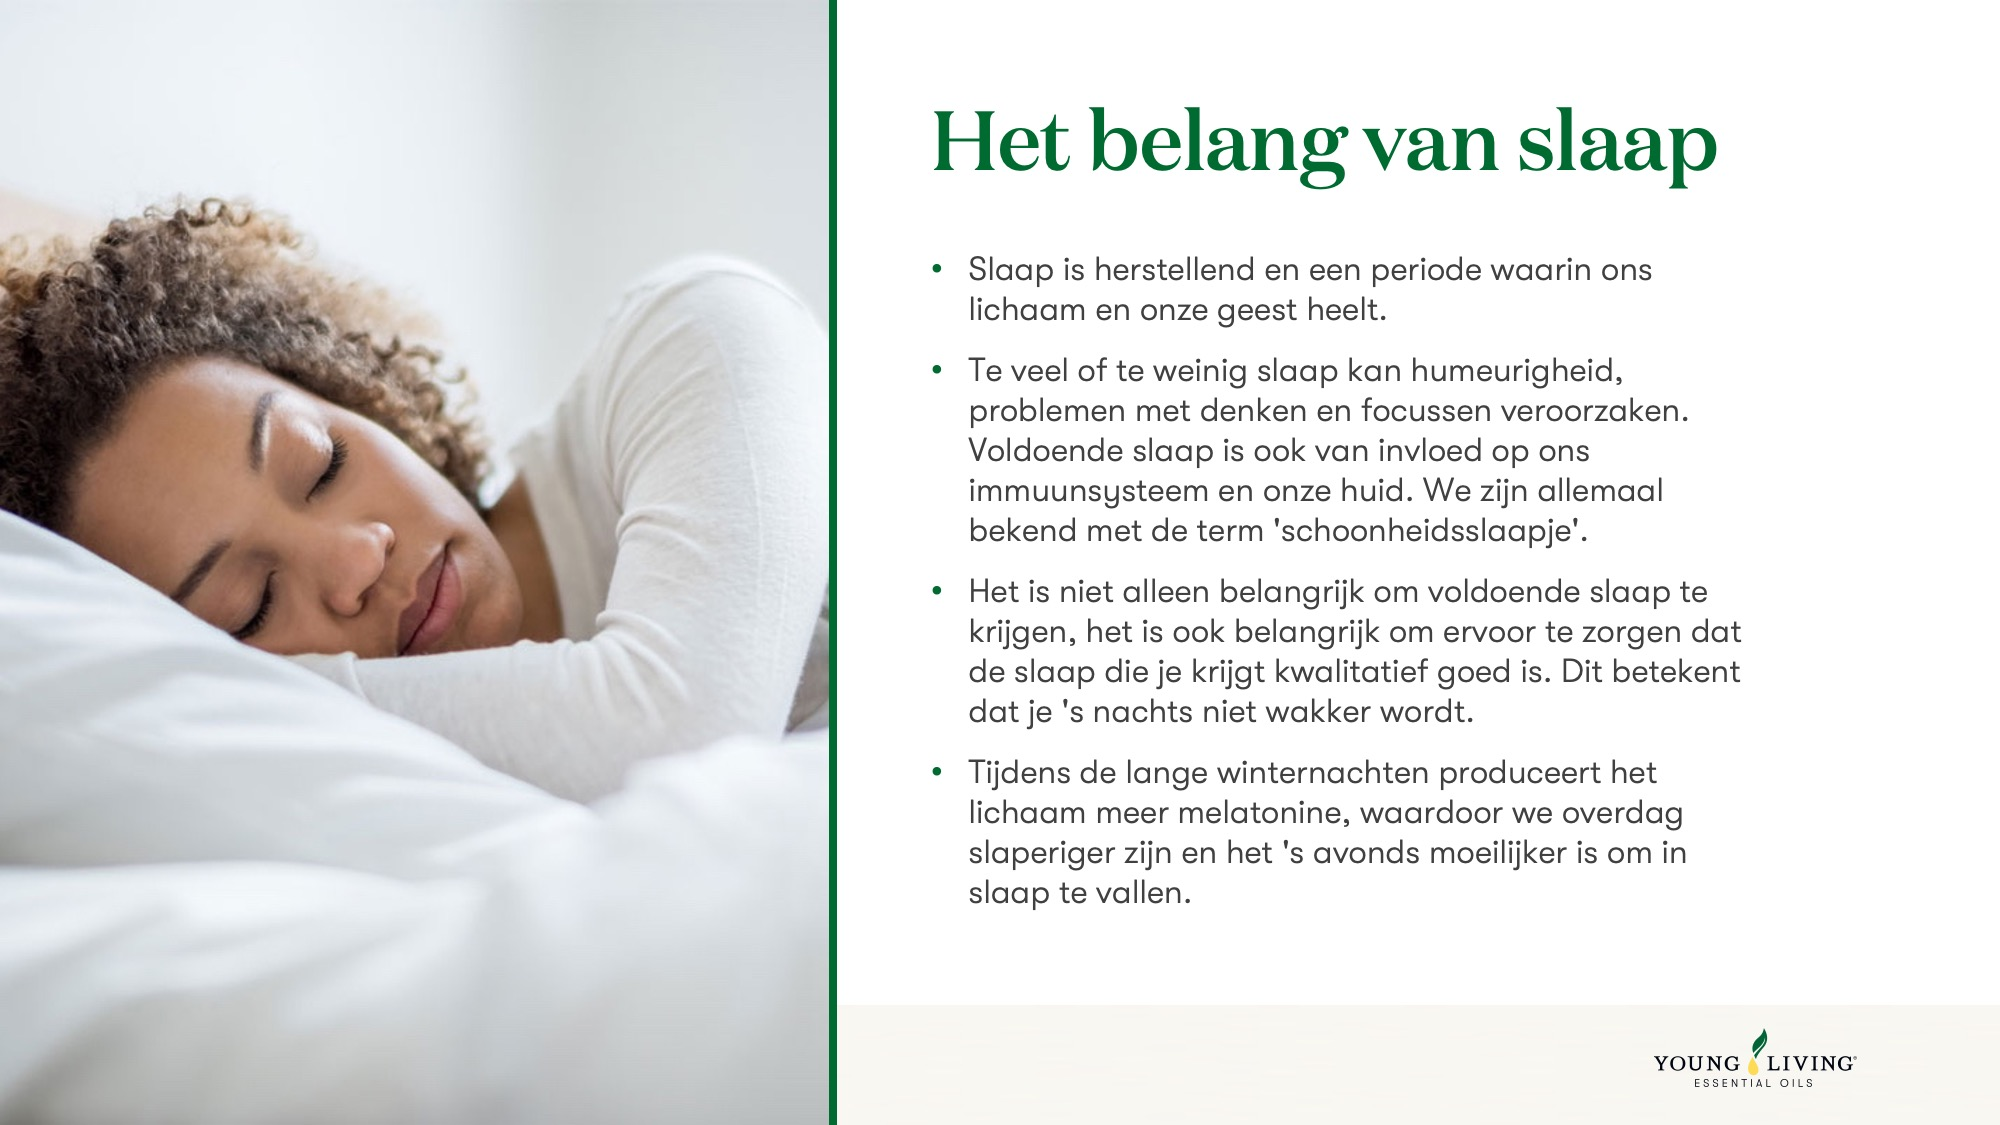 Het belang van slaap
• Slaap is herstellend en een periode waarin ons
lichaam en onze geest heelt.
• Te veel of te weinig slaap kan humeurigheid,
problemen met denken en focussen veroorzaken.
Voldoende slaap is ook van invloed op ons
immuunsysteem en onze huid. We zijn allemaal
bekend met de term 'schoonheidsslaapje'.
• Het is niet alleen belangrijk om voldoende slaap te
krijgen, het is ook belangrijk om ervoor te zorgen dat
de slaap die je krijgt kwalitatief goed is. Dit betekent
dat je 's nachts niet wakker wordt.
• Tijdens de lange winternachten produceert het
lichaam meer melatonine, waardoor we overdag
slaperiger zijn en het 's avonds moeilijker is om in
slaap te vallen.
YOUNG LIVING®
ESSENTIAL OILS